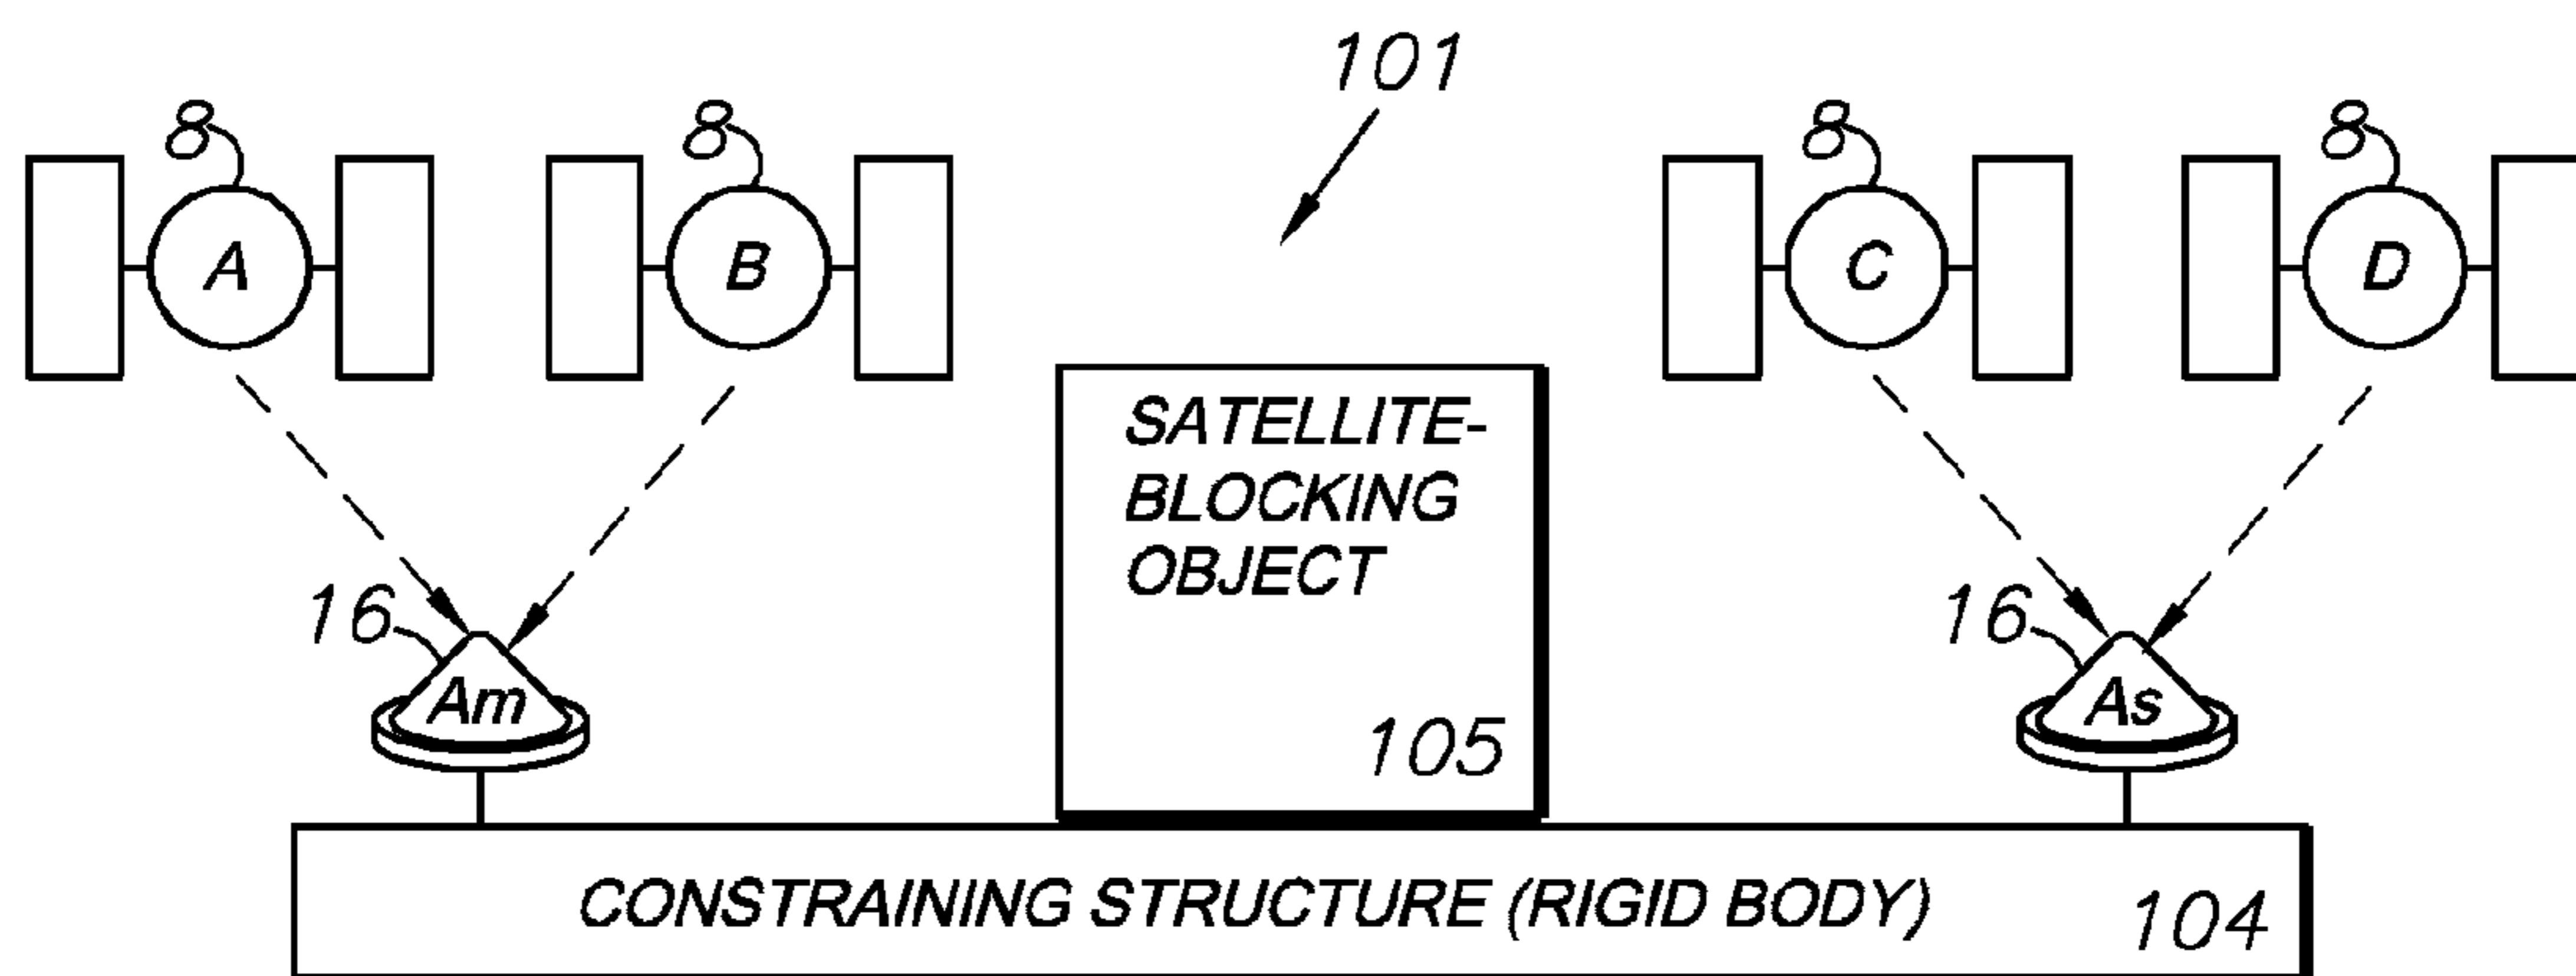 101
8
8
8
8
A
B
C
D
SATELLITE-
BLOCKING
OBJECT
16
16
Am
As
105
CONSTRAINING STRUCTURE (RIGID BODY)
104